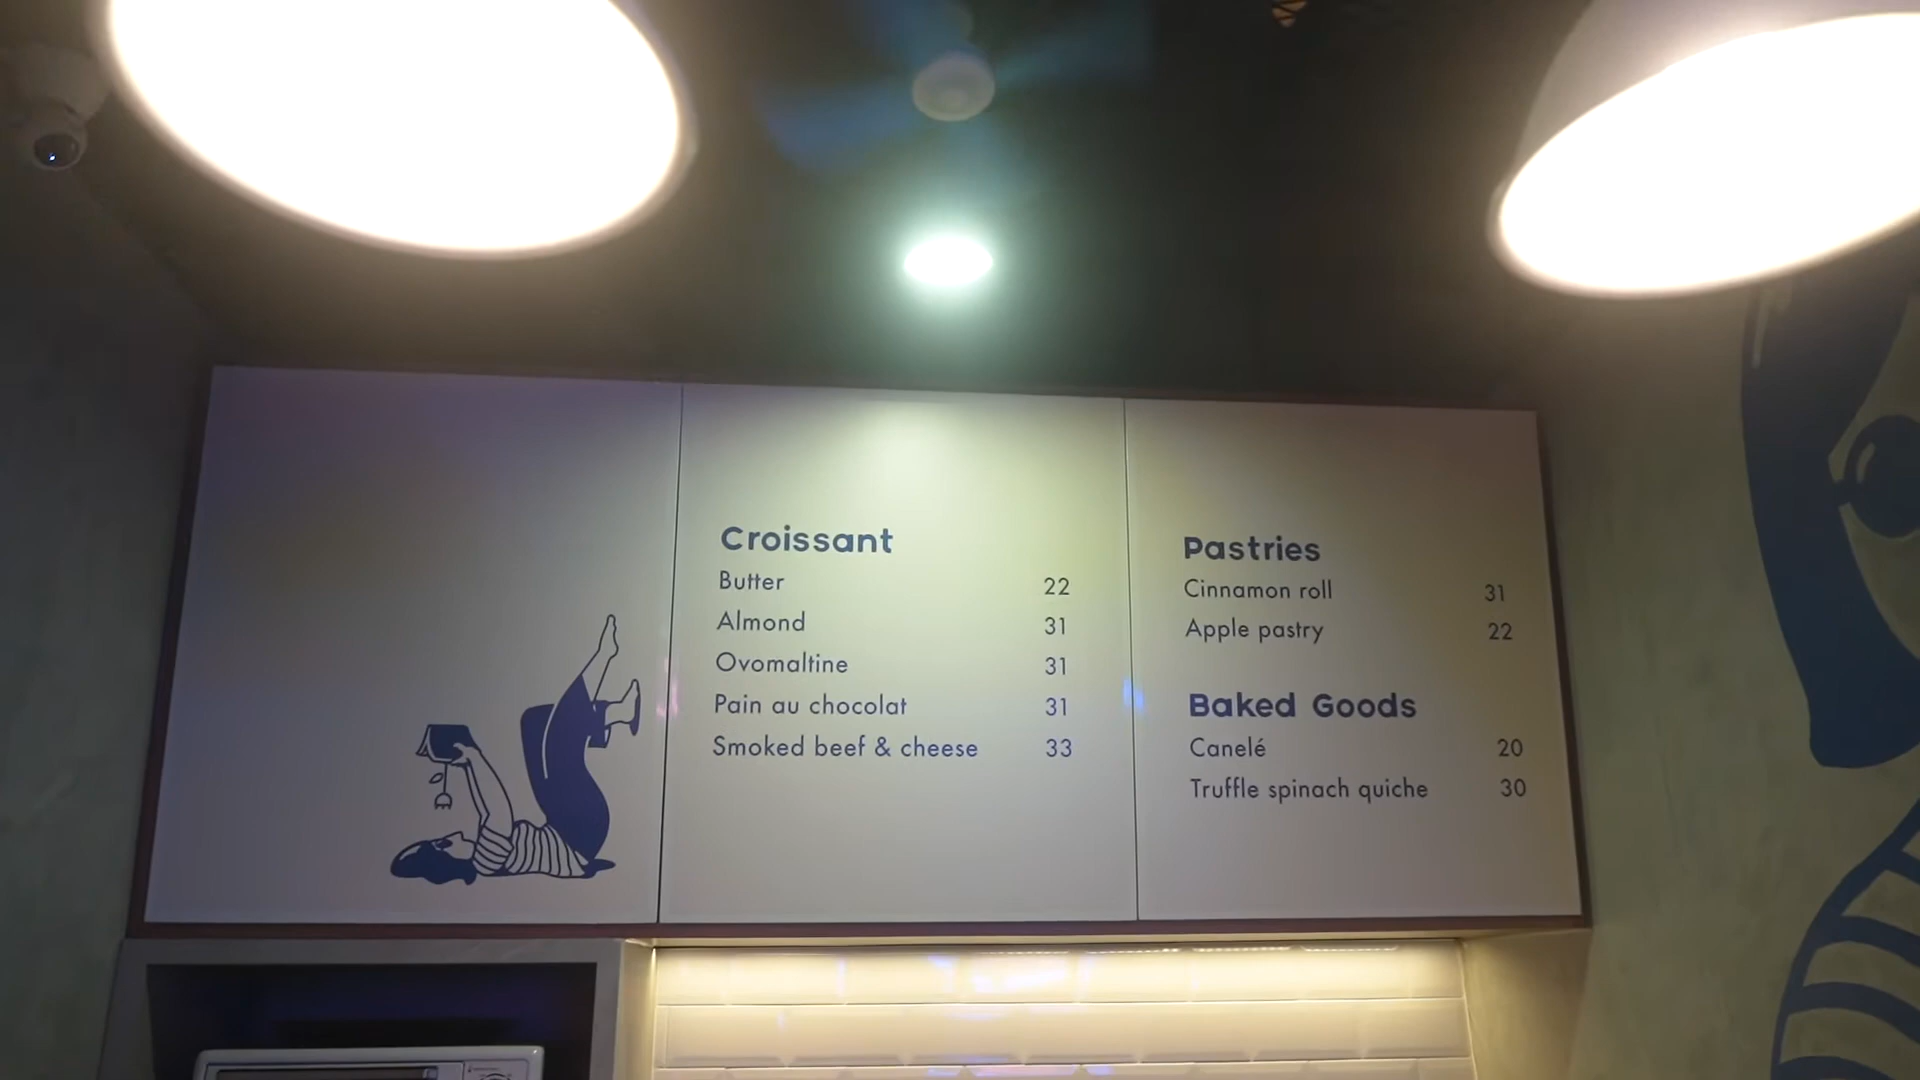 Croissant
Butter 22
Almond 31
Ovomaltine 31
Pain au chocolat 31
Smoked beef & cheese 33
Pastries
Cinnamon roll 31
Apple pastry 22
Baked Goods
Canelé 20
Truffle spinach quiche 30